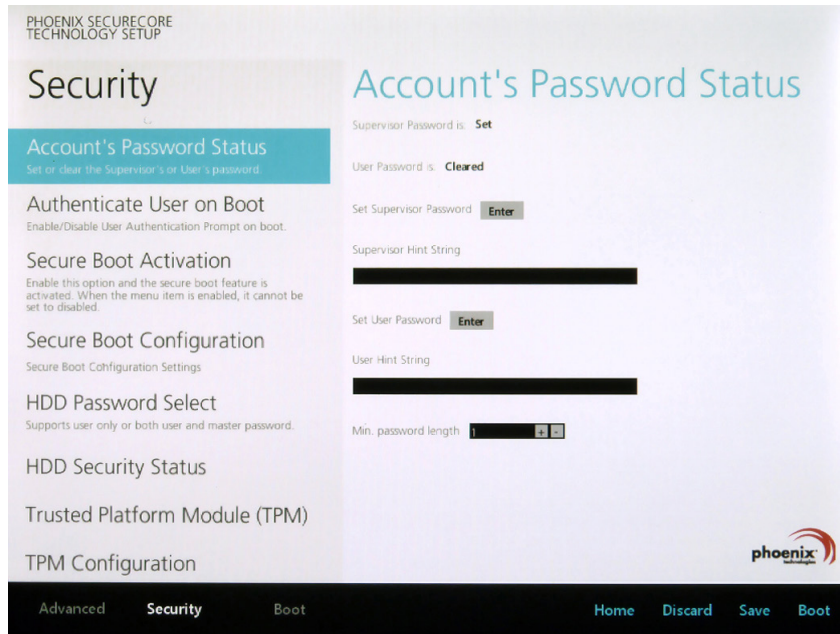 PHOENIX SECURECORE
TECHNOLOGY SETUP
Security
Account's Password Status
Set or clear the Supervisor's or User's password.
Authenticate User on Boot
Enable/Disable User Authentication Prompt on boot.
Secure Boot Activation
Enable this option and the secure boot feature is
activated. When the menu item is enabled, it cannot be
set to disabled.
Secure Boot Configuration
Secure Boot Configuration Settings
HDD Password Select
Supports user only or both user and master password.
HDD Security Status
Trusted Platform Module (TPM)
TPM Configuration
Account's Password Status
Supervisor Password is: Set
User Password is: Cleared
Set Supervisor Password Enter
Supervisor Hint String
Set User Password Enter
User Hint String
Min. password length 1 + -
phoenix
technologies
Advanced Security Boot Home Discard Save Boot